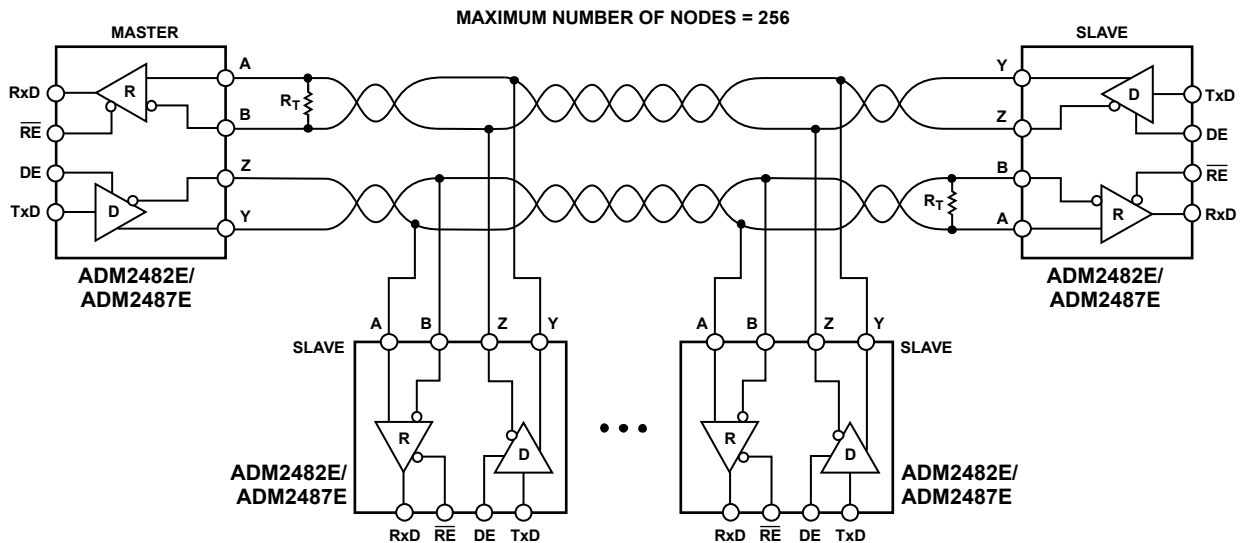 MAXIMUM NUMBER OF NODES = 256
MASTER
SLAVE
A
B
Z
Y
RxD
RE
DE
TxD
R
D
RT
ADM2482E/
ADM2487E
Y
Z
B
A
TxD
DE
RE
RxD
D
R
RT
ADM2482E/
ADM2487E
A
B
Z
Y
SLAVE
R
D
ADM2482E/
ADM2487E
RxD
RE
DE
TxD
A
B
Z
Y
SLAVE
R
D
ADM2482E/
ADM2487E
RxD
RE
DE
TxD